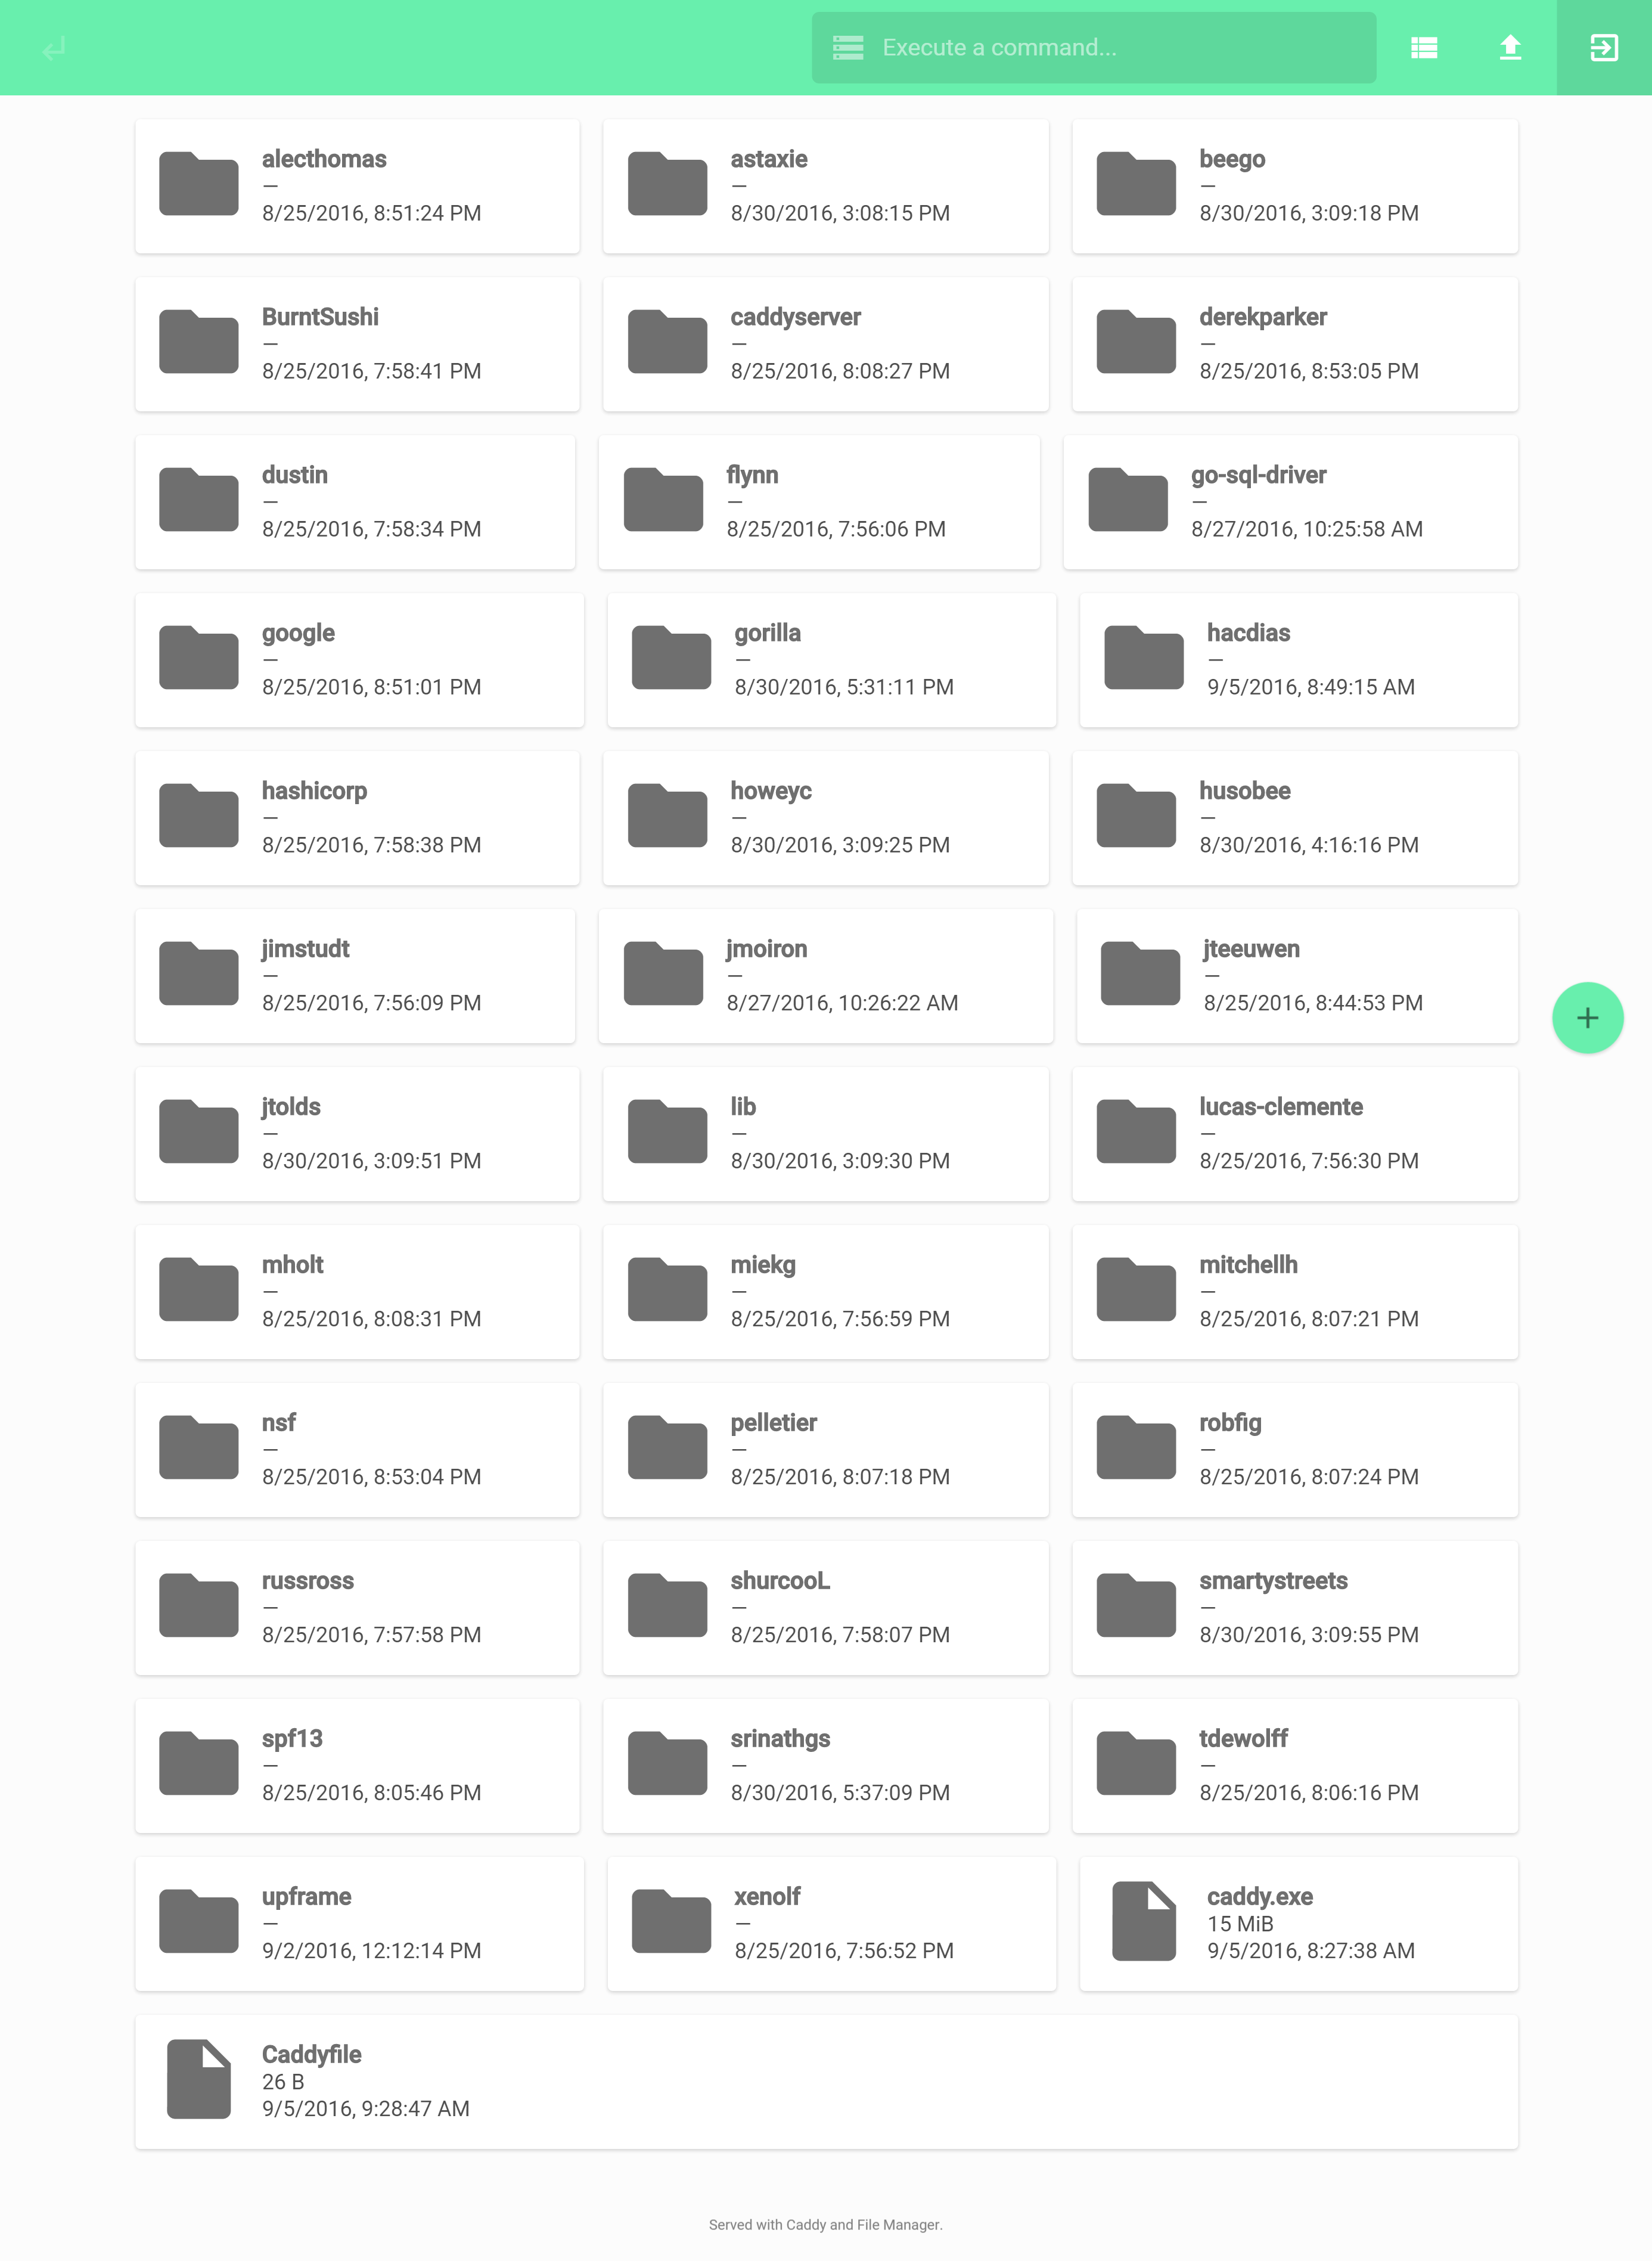 Execute a command...
alecthomas
—
8/25/2016, 8:51:24 PM
astaxie
—
8/30/2016, 3:08:15 PM
beego
—
8/30/2016, 3:09:18 PM
BurntSushi
—
8/25/2016, 7:58:41 PM
caddyserver
—
8/25/2016, 8:08:27 PM
derekparker
—
8/25/2016, 8:53:05 PM
dustin
—
8/25/2016, 7:58:34 PM
flynn
—
8/25/2016, 7:56:06 PM
go-sql-driver
—
8/27/2016, 10:25:58 AM
google
—
8/25/2016, 8:51:01 PM
gorilla
—
8/30/2016, 5:31:11 PM
hacdias
—
9/5/2016, 8:49:15 AM
hashicorp
—
8/25/2016, 7:58:38 PM
howeyc
—
8/30/2016, 3:09:25 PM
husobee
—
8/30/2016, 4:16:16 PM
jimstudt
—
8/25/2016, 7:56:09 PM
jmoiron
—
8/27/2016, 10:26:22 AM
jteeuwen
—
8/25/2016, 8:44:53 PM
jtolds
—
8/30/2016, 3:09:51 PM
lib
—
8/30/2016, 3:09:30 PM
lucas-clemente
—
8/25/2016, 7:56:30 PM
mholt
—
8/25/2016, 8:08:31 PM
miekg
—
8/25/2016, 7:56:59 PM
mitchellh
—
8/25/2016, 8:07:21 PM
nsf
—
8/25/2016, 8:53:04 PM
pelletier
—
8/25/2016, 8:07:18 PM
robfig
—
8/25/2016, 8:07:24 PM
russross
—
8/25/2016, 7:57:58 PM
shurcooL
—
8/25/2016, 7:58:07 PM
smartystreets
—
8/30/2016, 3:09:55 PM
spf13
—
8/25/2016, 8:05:46 PM
srinathgs
—
8/30/2016, 5:37:09 PM
tdewolff
—
8/25/2016, 8:06:16 PM
upframe
—
9/2/2016, 12:12:14 PM
xenolf
—
8/25/2016, 7:56:52 PM
caddy.exe
15 MiB
9/5/2016, 8:27:38 AM
Caddyfile
26 B
9/5/2016, 9:28:47 AM
Served with Caddy and File Manager.